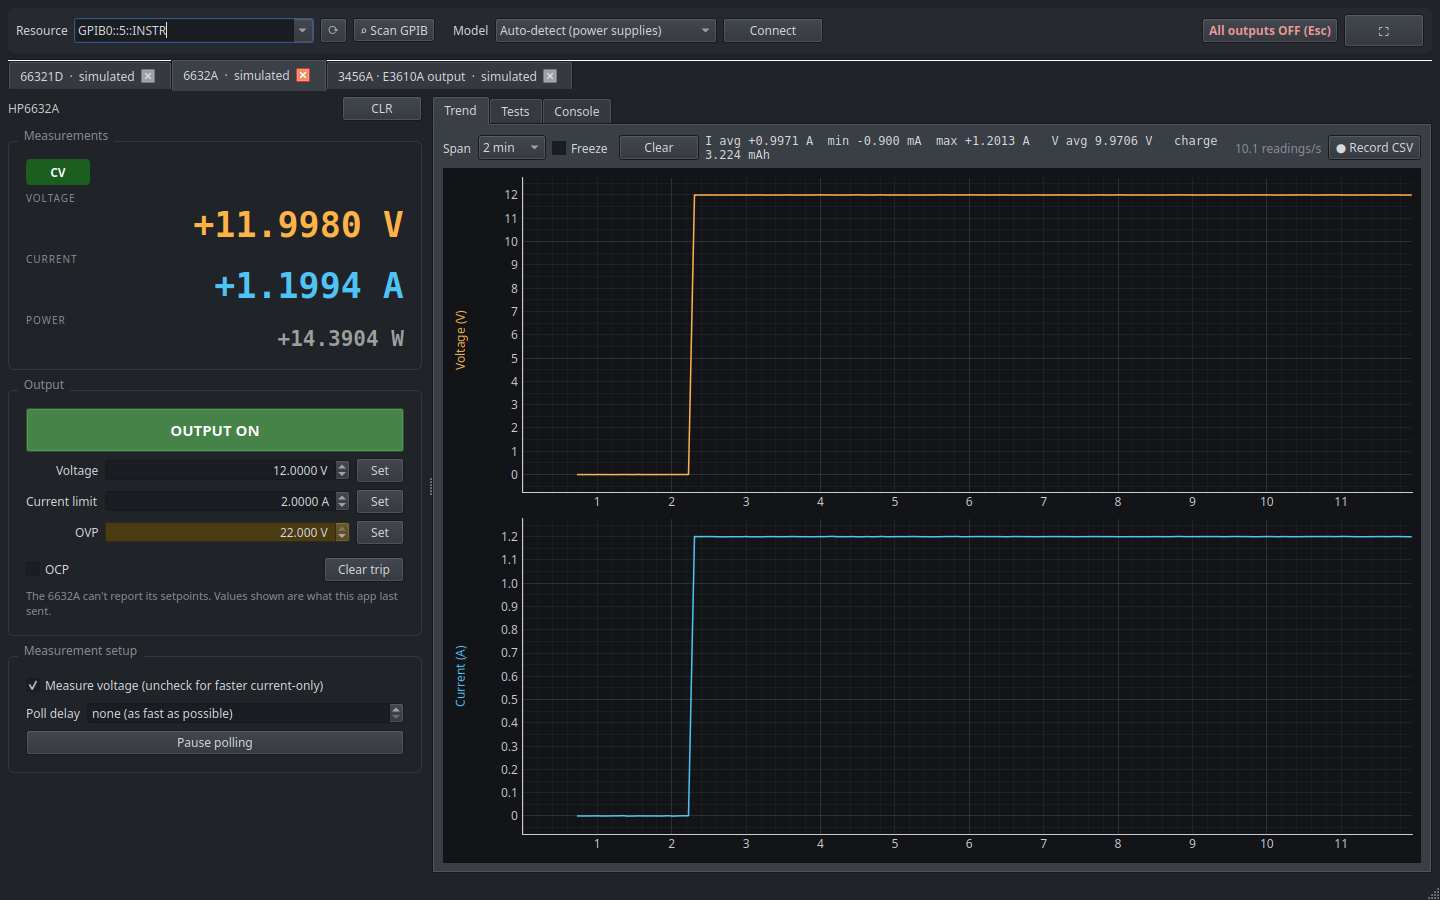 Resource GPIB0::5::INSTR ⟳ ⌕ Scan GPIB Model Auto-detect (power supplies) Connect All outputs OFF (Esc)
66321D · simulated 6632A · simulated 3456A · E3610A output · simulated
HP6632A CLR
Measurements
CV
VOLTAGE
+11.9980 V
CURRENT
+1.1994 A
POWER
+14.3904 W
Output
OUTPUT ON
Voltage 12.0000 V Set
Current limit 2.0000 A Set
OVP 22.000 V Set
OCP Clear trip
The 6632A can't report its setpoints. Values shown are what this app last
sent.
Measurement setup
Measure voltage (uncheck for faster current-only)
Poll delay none (as fast as possible)
Pause polling
Trend Tests Console
Span 2 min Freeze Clear
I avg +0.9971 A min -0.900 mA max +1.2013 A V avg 9.9706 V charge
3.224 mAh
10.1 readings/s ● Record CSV
Voltage (V)
12
11
10
9
8
7
6
5
4
3
2
1
0
1 2 3 4 5 6 7 8 9 10 11
Current (A)
1.2
1.1
1.0
0.9
0.8
0.7
0.6
0.5
0.4
0.3
0.2
0.1
0
1 2 3 4 5 6 7 8 9 10 11